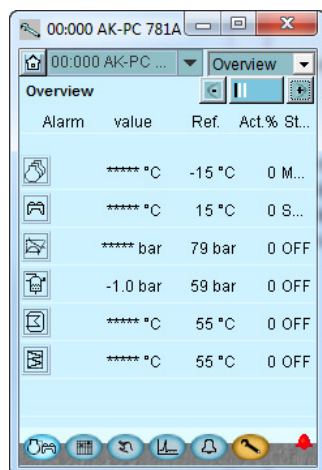 00:000 AK-PC 781A
00:000 AK-PC ... Overview
Overview
Alarm value Ref. Act.% St...
***** °C -15 °C 0 M...
***** °C 15 °C 0 S...
***** bar 79 bar 0 OFF
-1.0 bar 59 bar 0 OFF
***** °C 55 °C 0 OFF
***** °C 55 °C 0 OFF